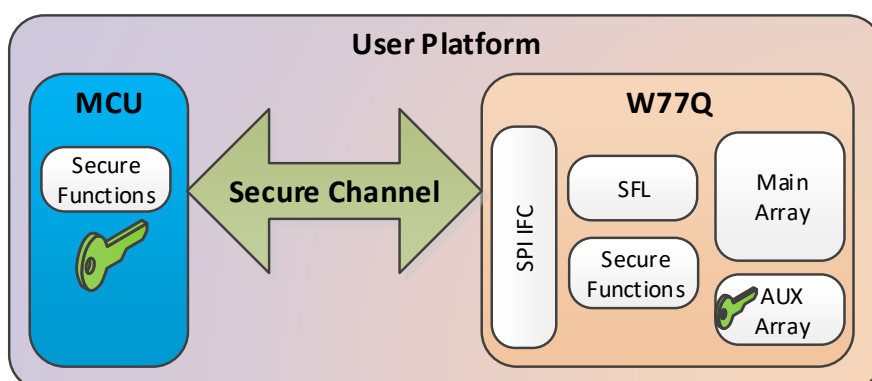 User Platform
MCU
Secure
Functions
Secure Channel
W77Q
SPI IFC
SFL
Secure
Functions
Main
Array
AUX
Array